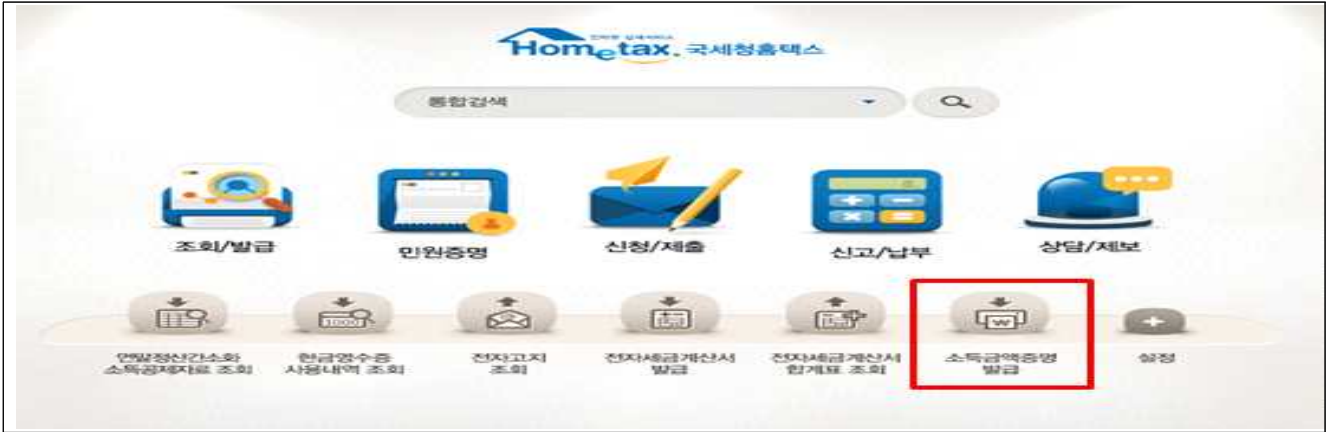 Hometax. 국세청홈택스
통합검색
조회/발급
민원증명
신청/제출
신고/납부
상담/제보
연말정산간소화
소득공제자료 조회
현금영수증
사용내역 조회
전자고지
조회
전자세금계산서
발급
전자세금계산서
합계표 조회
소득금액증명
발급
설정